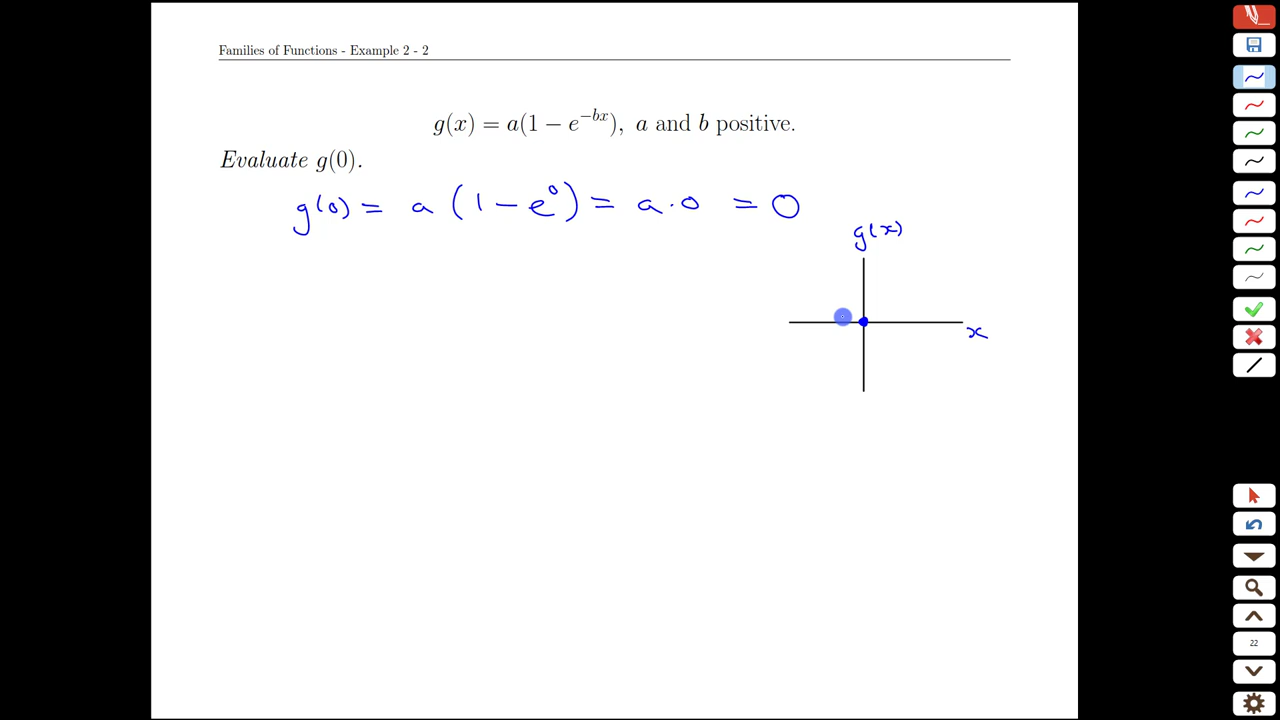 Families of Functions - Example 2 - 2
g(x) = a(1 − e^{−bx}), a and b positive.
Evaluate g(0).
g(0) = a (1 − e^0) = a · 0 = 0
g(x)
x
22